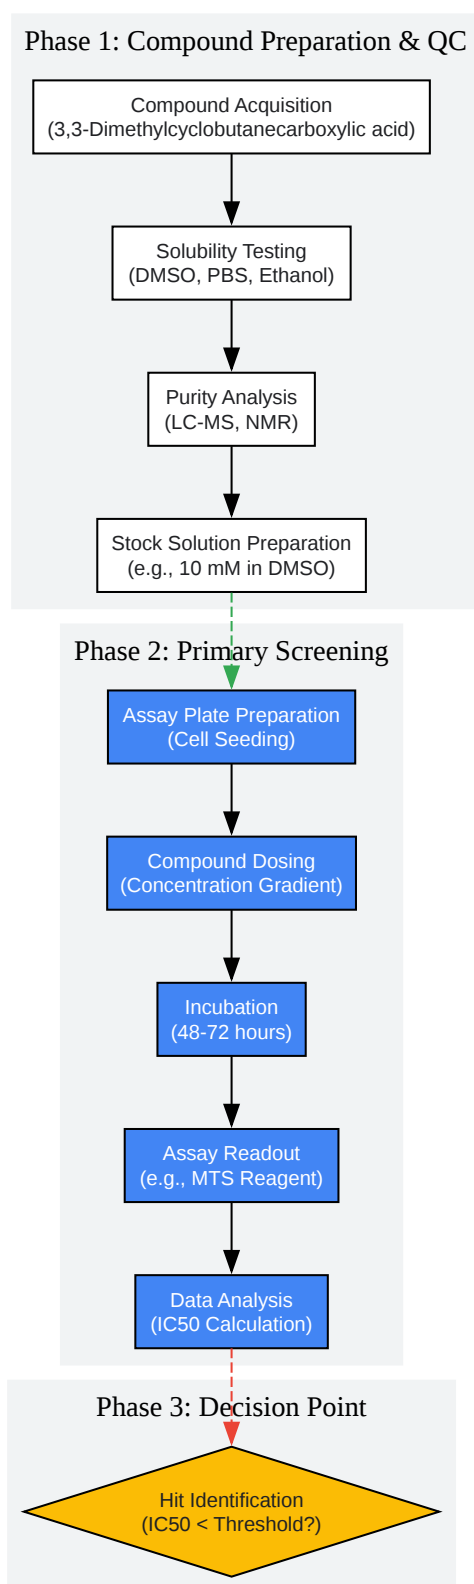 Phase 1: Compound Preparation & QC
Compound Acquisition
(3,3-Dimethylcyclobutanecarboxylic acid)
Solubility Testing
(DMSO, PBS, Ethanol)
Purity Analysis
(LC-MS, NMR)
Stock Solution Preparation
(e.g., 10 mM in DMSO)
Phase 2: Primary Screening
Assay Plate Preparation
(Cell Seeding)
Compound Dosing
(Concentration Gradient)
Incubation
(48-72 hours)
Assay Readout
(e.g., MTS Reagent)
Data Analysis
(IC50 Calculation)
Phase 3: Decision Point
Hit Identification
(IC50 < Threshold?)